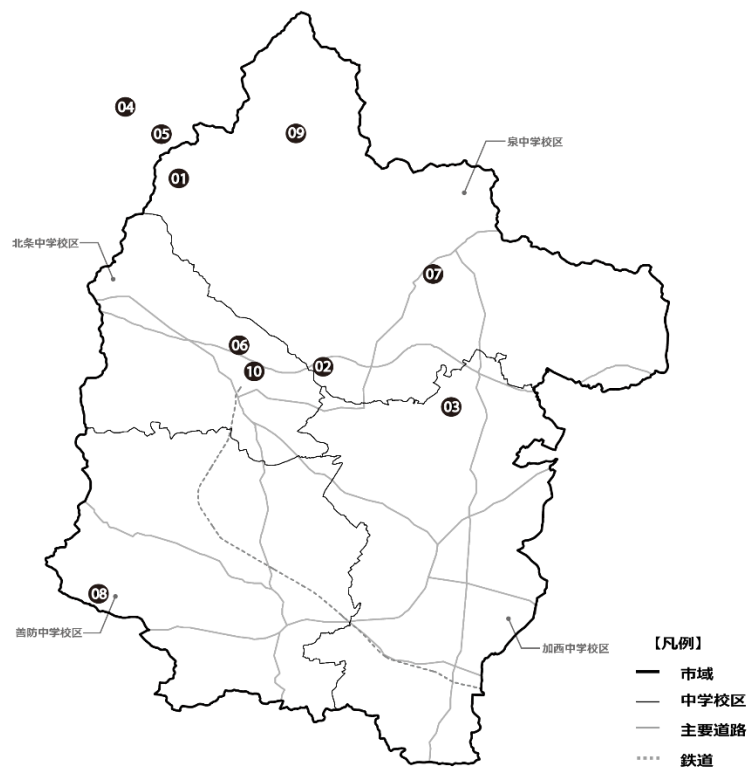 04
05
09
01
泉中学校区
北条中学校区
07
06
02
10
03
08
善防中学校区
加西中学校区
【凡例】
市域
中学校区
主要道路
鉄道